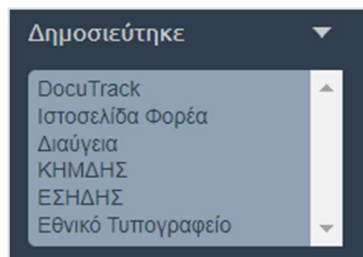 Δημοσιεύτηκε
DocuTrack
Ιστοσελίδα Φορέα
Διαύγεια
ΚΗΜΔΗΣ
ΕΣΗΔΗΣ
Εθνικό Τυπογραφείο